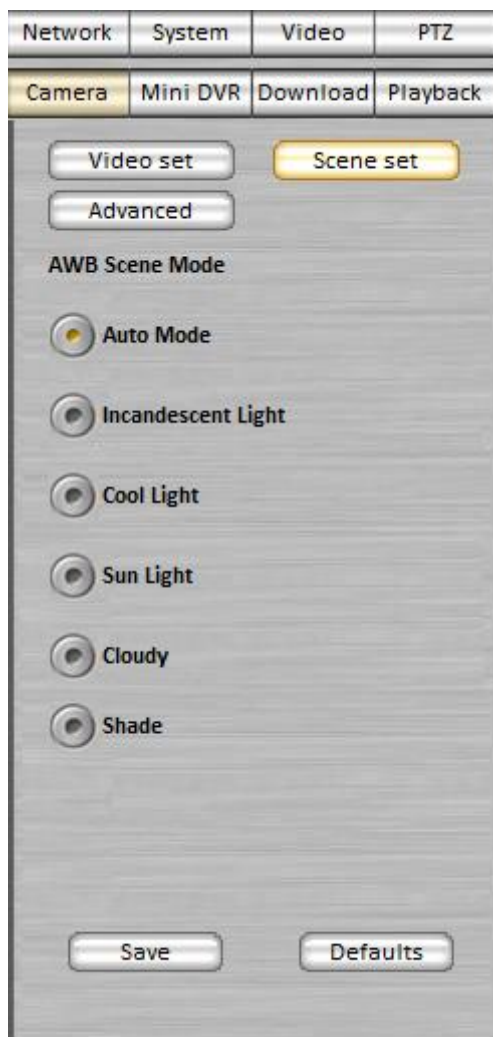 Network System Video PTZ
Camera Mini DVR Download Playback
Video set Scene set
Advanced
AWB Scene Mode
Auto Mode
Incandescent Light
Cool Light
Sun Light
Cloudy
Shade
Save Defaults